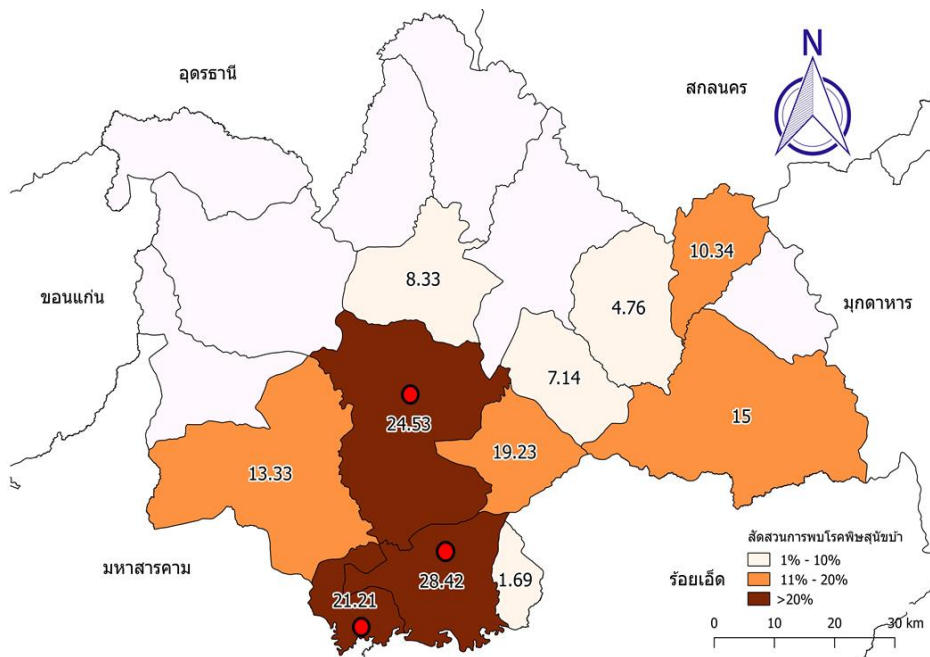 N
อุดรธานี
สกลนคร
10.34
8.33
ขอนแก่น
4.76
มุกดาหาร
7.14
15
24.53
19.23
13.33
ลัดสวนการพบโรคพิษสุนัขบ้า
1% - 10%
มหาสารคาม
28.42
1.69
ร้อยเอ็ด
11% - 20%
21.21
>20%
0 10 20 30 km